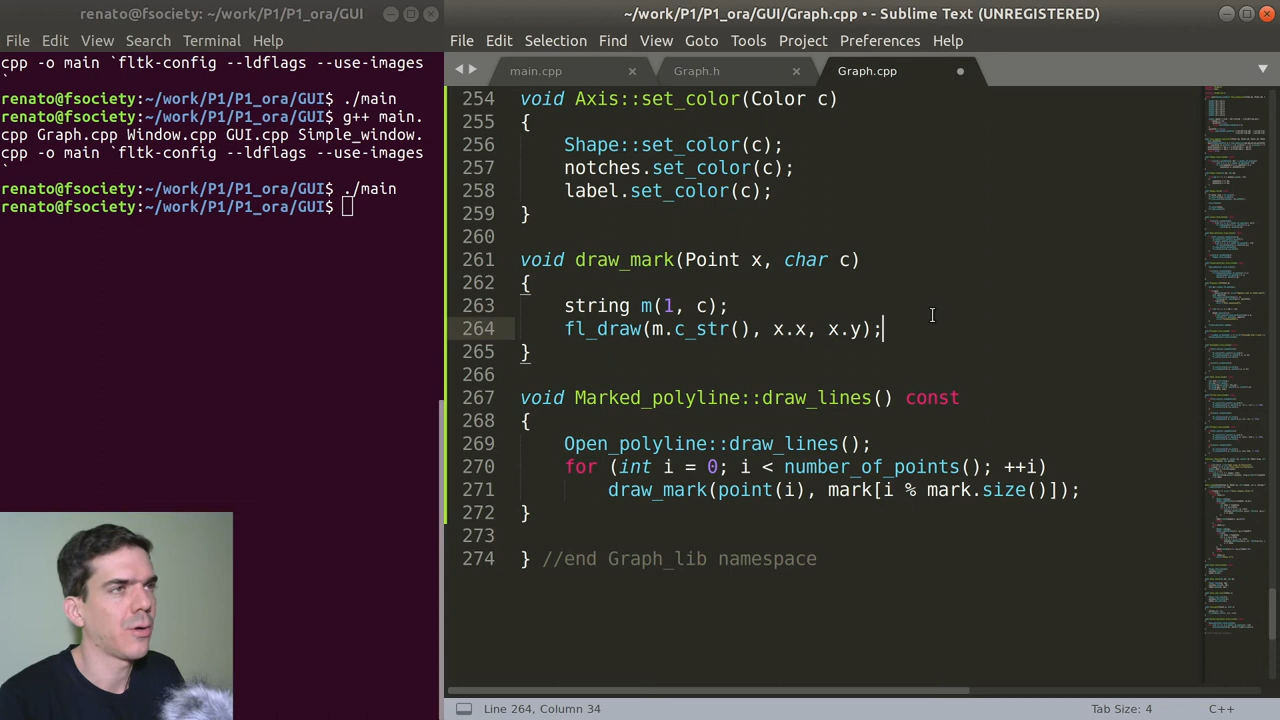 renato@fsociety: ~/work/P1/P1_ora/GUI
File Edit View Search Terminal Help
cpp -o main `fltk-config --ldflags --use-images
`
renato@fsociety:~/work/P1/P1_ora/GUI$ ./main
renato@fsociety:~/work/P1/P1_ora/GUI$ g++ main.
cpp Graph.cpp Window.cpp GUI.cpp Simple_window.
cpp -o main `fltk-config --ldflags --use-images
`
renato@fsociety:~/work/P1/P1_ora/GUI$ ./main
renato@fsociety:~/work/P1/P1_ora/GUI$
~/work/P1/P1_ora/GUI/Graph.cpp • - Sublime Text (UNREGISTERED)
File Edit Selection Find View Goto Tools Project Preferences Help
main.cpp Graph.h Graph.cpp
254 void Axis::set_color(Color c)
255 {
256 Shape::set_color(c);
257 notches.set_color(c);
258 label.set_color(c);
259 }
260
261 void draw_mark(Point x, char c)
262 {
263 string m(1, c);
264 fl_draw(m.c_str(), x.x, x.y);
265 }
266
267 void Marked_polyline::draw_lines() const
268 {
269 Open_polyline::draw_lines();
270 for (int i = 0; i < number_of_points(); ++i)
271 draw_mark(point(i), mark[i % mark.size()]);
272 }
273
274 } //end Graph_lib namespace
Line 264, Column 34 Tab Size: 4 C++